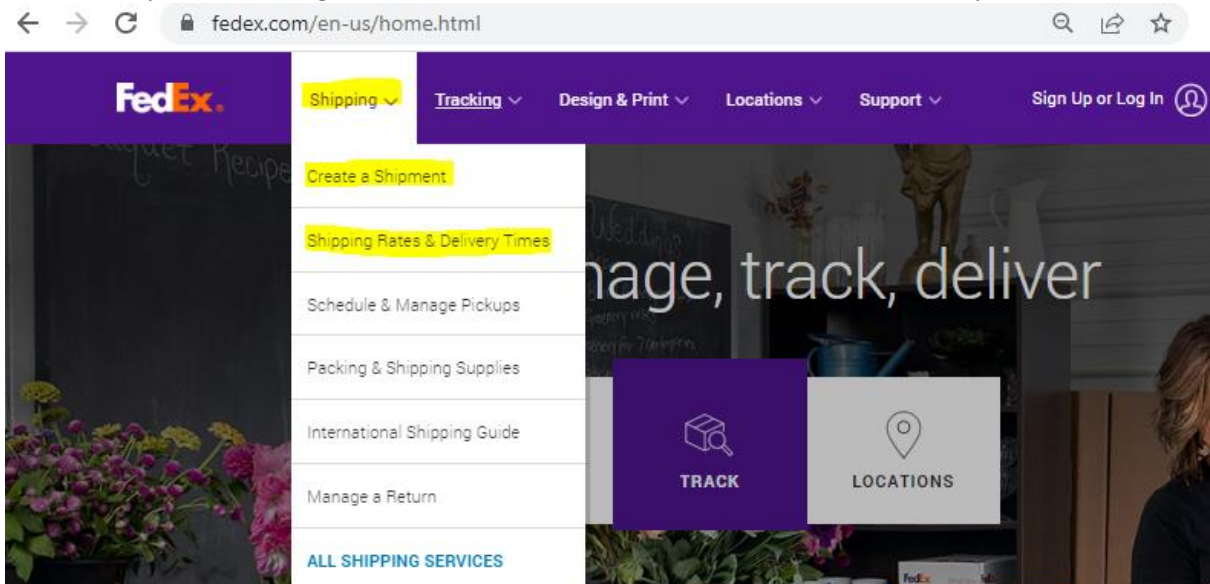 fedex.com/en-us/home.html
FedEx.
Shipping Tracking Design & Print Locations Support Sign Up or Log In
Create a Shipment
Shipping Rates & Delivery Times
Schedule & Manage Pickups
Packing & Shipping Supplies
International Shipping Guide
Manage a Return
ALL SHIPPING SERVICES
nage, track, deliver
TRACK
LOCATIONS
Weddings
FedEx